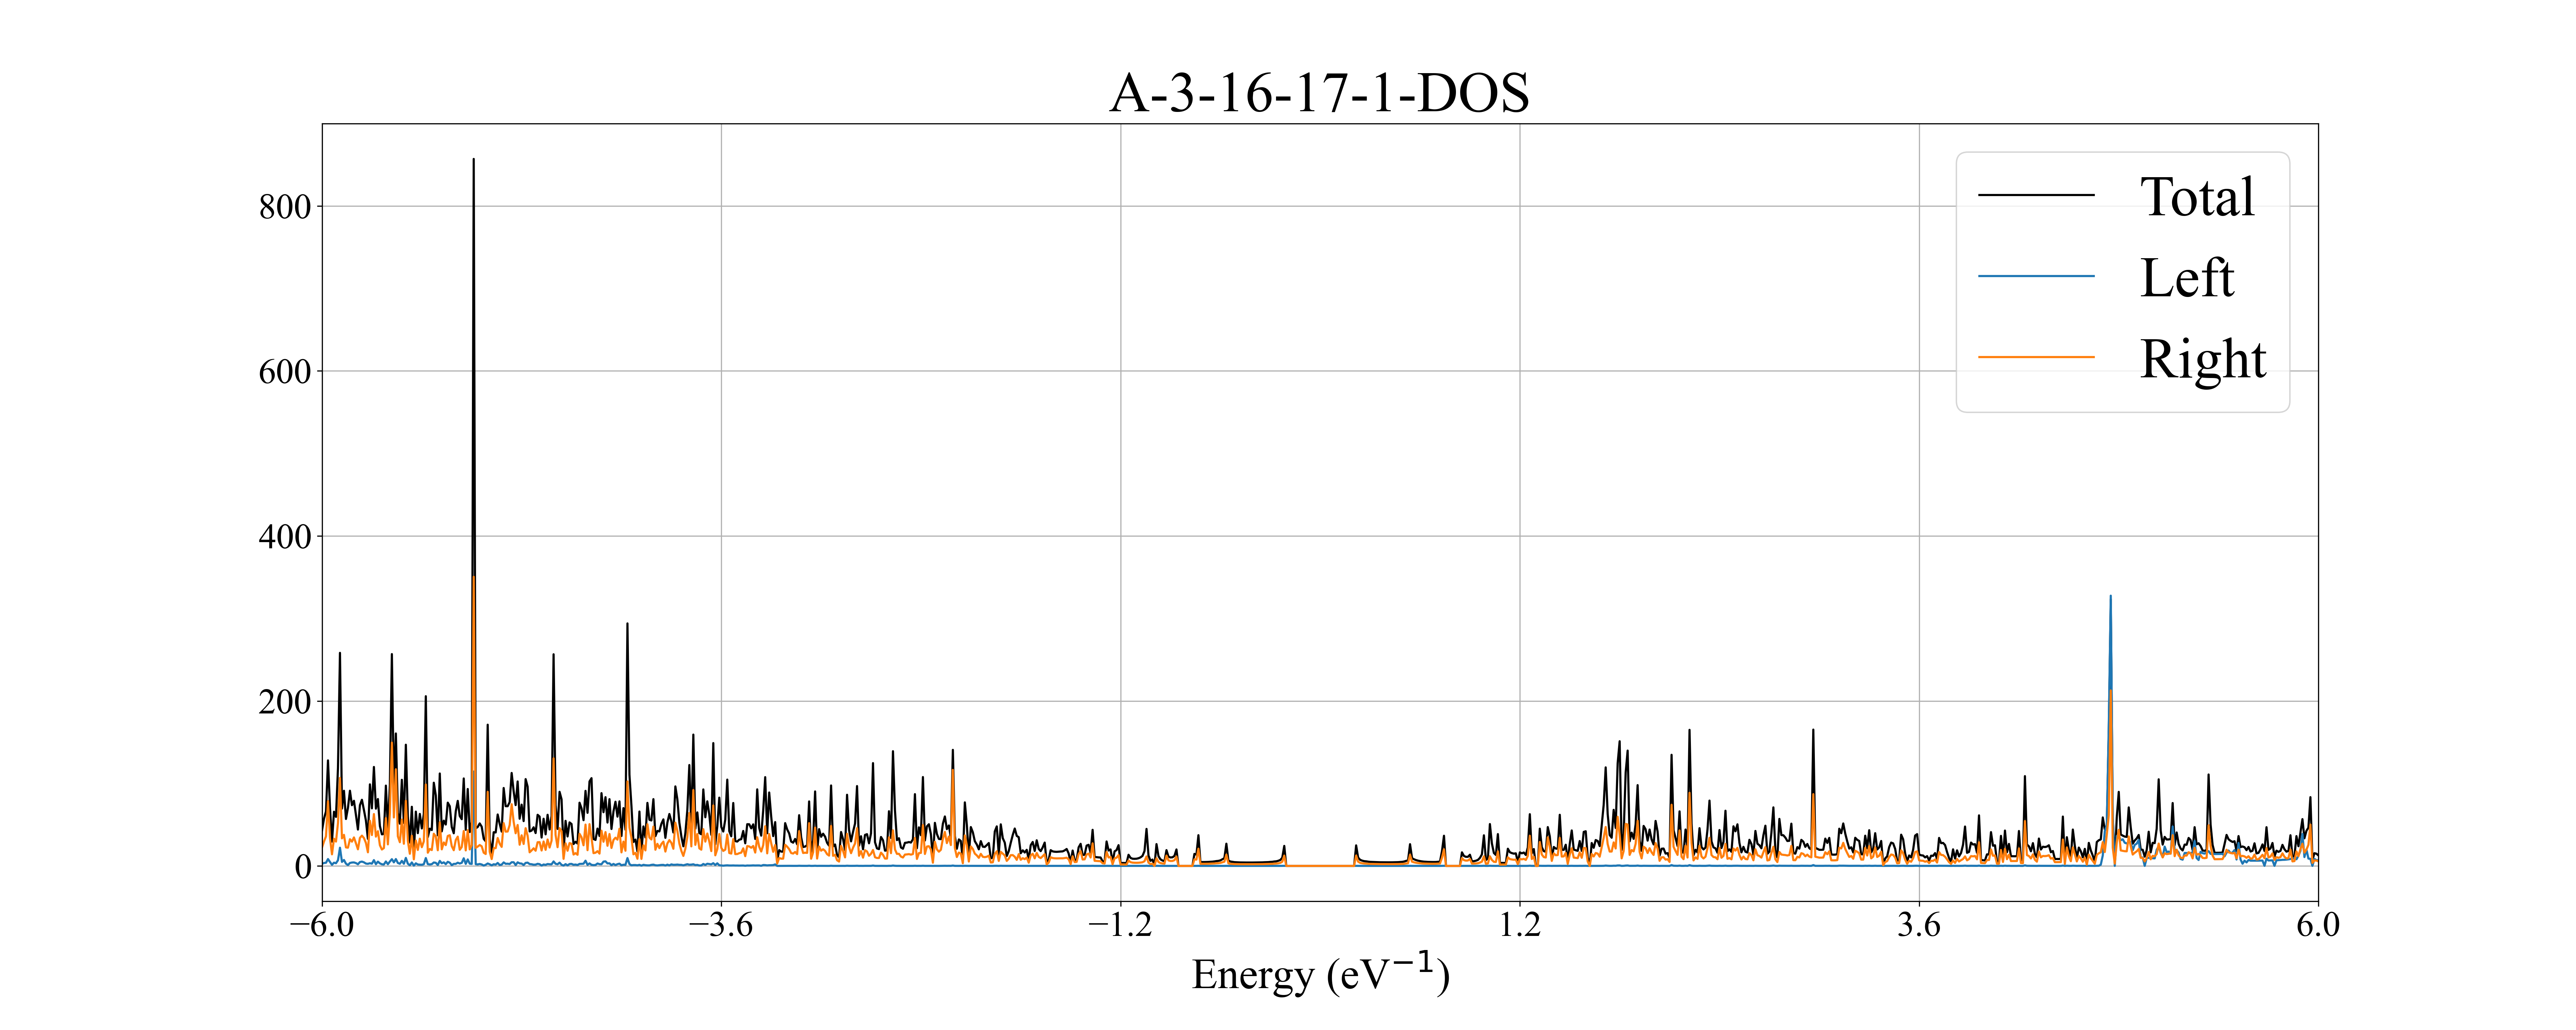 A-3-16-17-1-DOS
Total
Left
Right
800
600
400
200
0
−6.0 −3.6 −1.2 1.2 3.6 6.0
Energy (eV⁻¹)